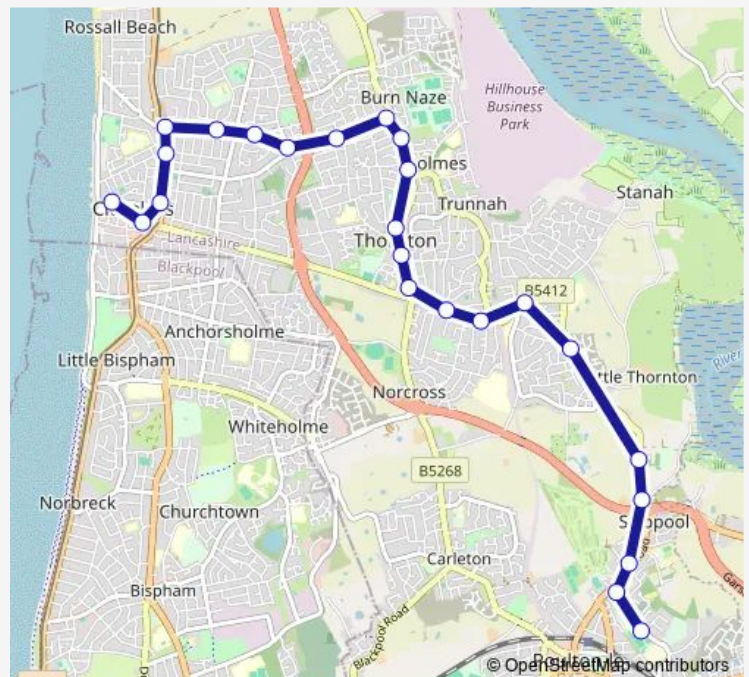 Rossall Beach
Burn Naze
Hillhouse
Business
Park
Stanah
Trunnah
Lancashire
Blackpool
B5412
Anchorsholme
Little Bispham
Norcross
Whiteholme
B5268
Norbreck
Churchtown
Carleton
Bispham
Blackpool Road
© OpenStreetMap contributors